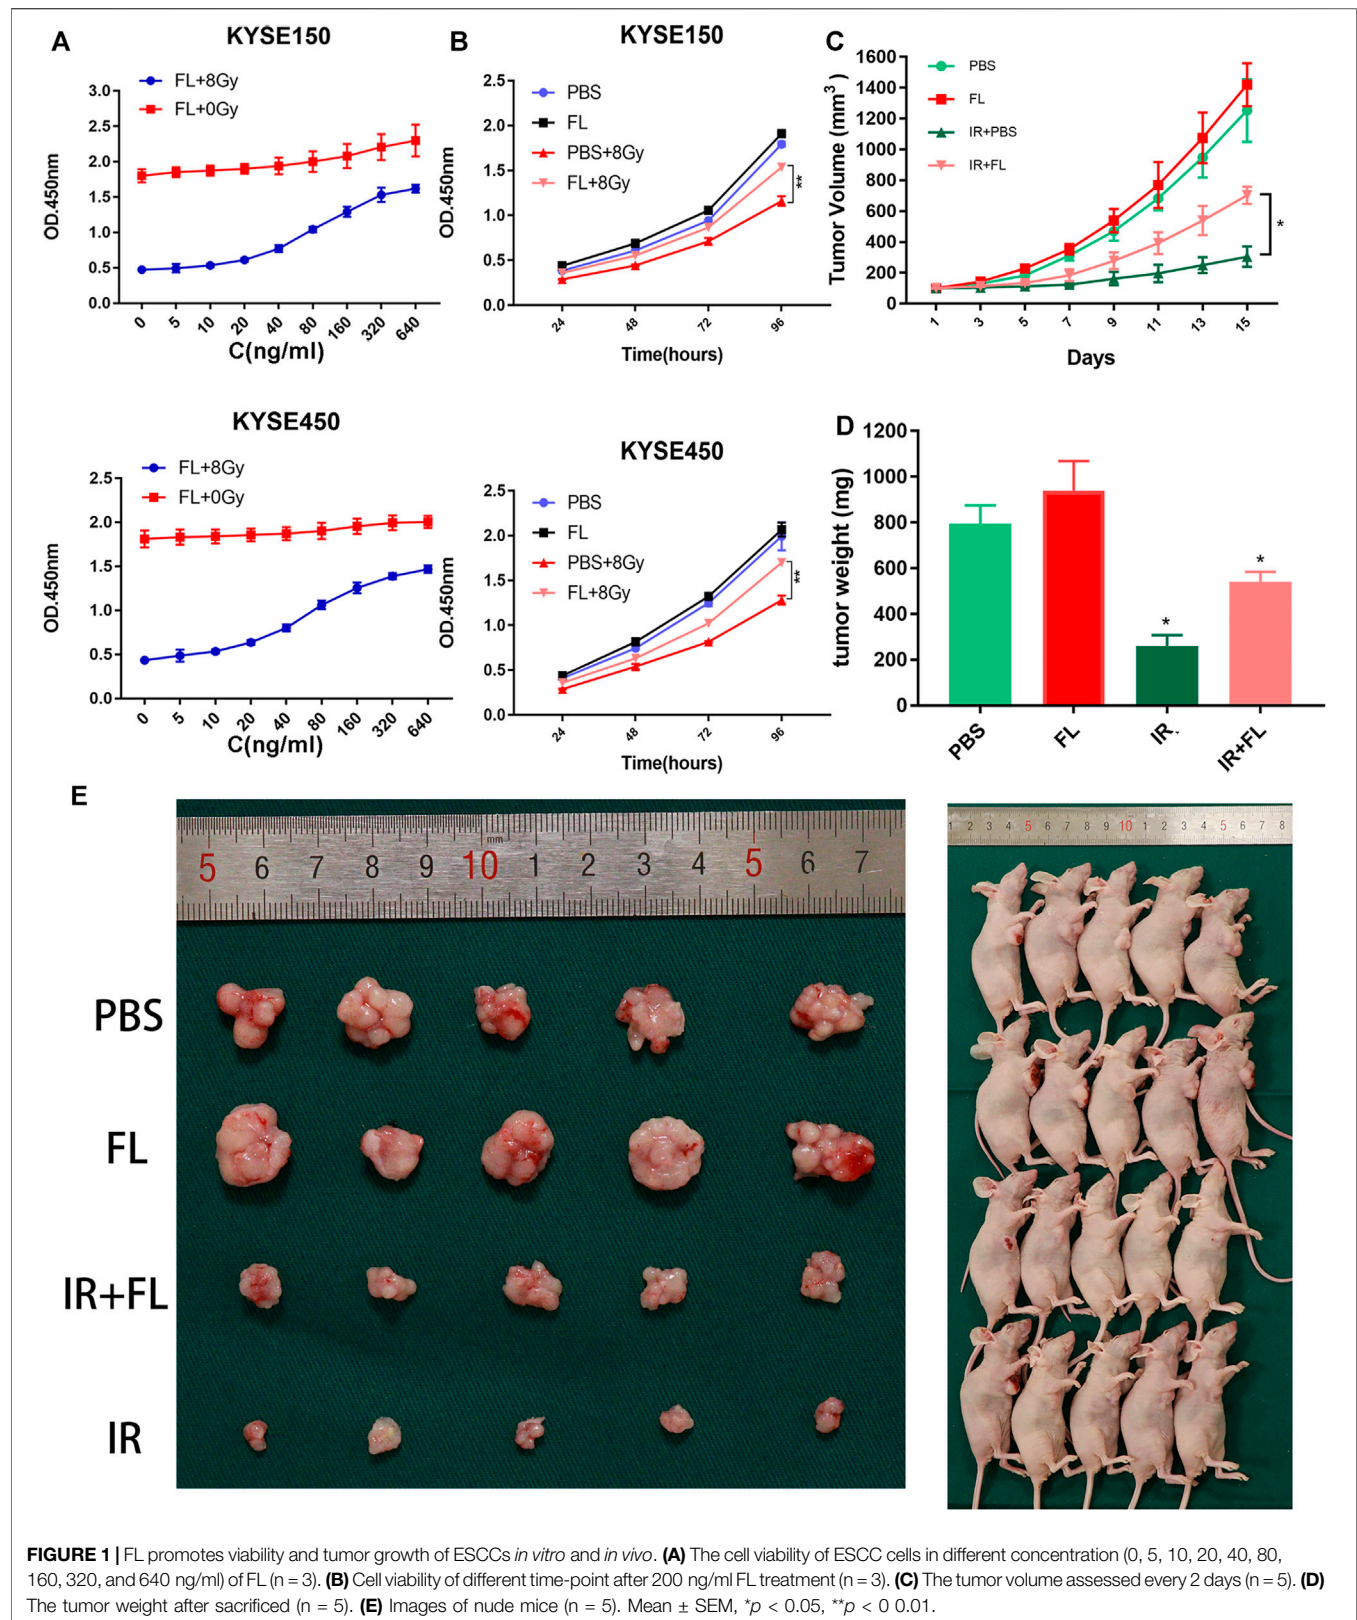 A
KYSE150
FL+8Gy
FL+0Gy
OD.450nm
3.0
2.5
2.0
1.5
1.0
0.5
0.0
0 5 10 20 40 80 160 320 640
C(ng/ml)
KYSE450
FL+8Gy
FL+0Gy
OD.450nm
2.5
2.0
1.5
1.0
0.5
0.0
0 5 10 20 40 80 160 320 640
C(ng/ml)
B
KYSE150
PBS
FL
PBS+8Gy
FL+8Gy
**
OD.450nm
2.5
2.0
1.5
1.0
0.5
0.0
24 48 72 96
Time(hours)
KYSE450
PBS
FL
PBS+8Gy
FL+8Gy
**
OD.450nm
2.5
2.0
1.5
1.0
0.5
0.0
24 48 72 96
Time(hours)
C
PBS
FL
IR+PBS
IR+FL
*
Tumor Volume (mm3 )
1600
1400
1200
1000
800
600
400
200
0
1 3 5 7 9 11 13 15
Days
D
tumor weight (mg)
1200
1000
800
600
400
200
0
* *
PBS FL IR IR+FL
E
mm
5 6 7 8 9 10 1 2 3 4 5 6 7
PBS
FL
IR+FL
IR
1 2 3 4 5 6 7 8 9 10 1 2 3 4 5 6 7 8
FIGURE 1 | FL promotes viability and tumor growth of ESCCs in vitro and in vivo. (A) The cell viability of ESCC cells in different concentration (0, 5, 10, 20, 40, 80,
160, 320, and 640 ng/ml) of FL (n = 3). (B) Cell viability of different time-point after 200 ng/ml FL treatment (n = 3). (C) The tumor volume assessed every 2 days (n = 5). (D)
The tumor weight after sacrificed (n = 5). (E) Images of nude mice (n = 5). Mean ± SEM, *p < 0.05, **p < 0 0.01.